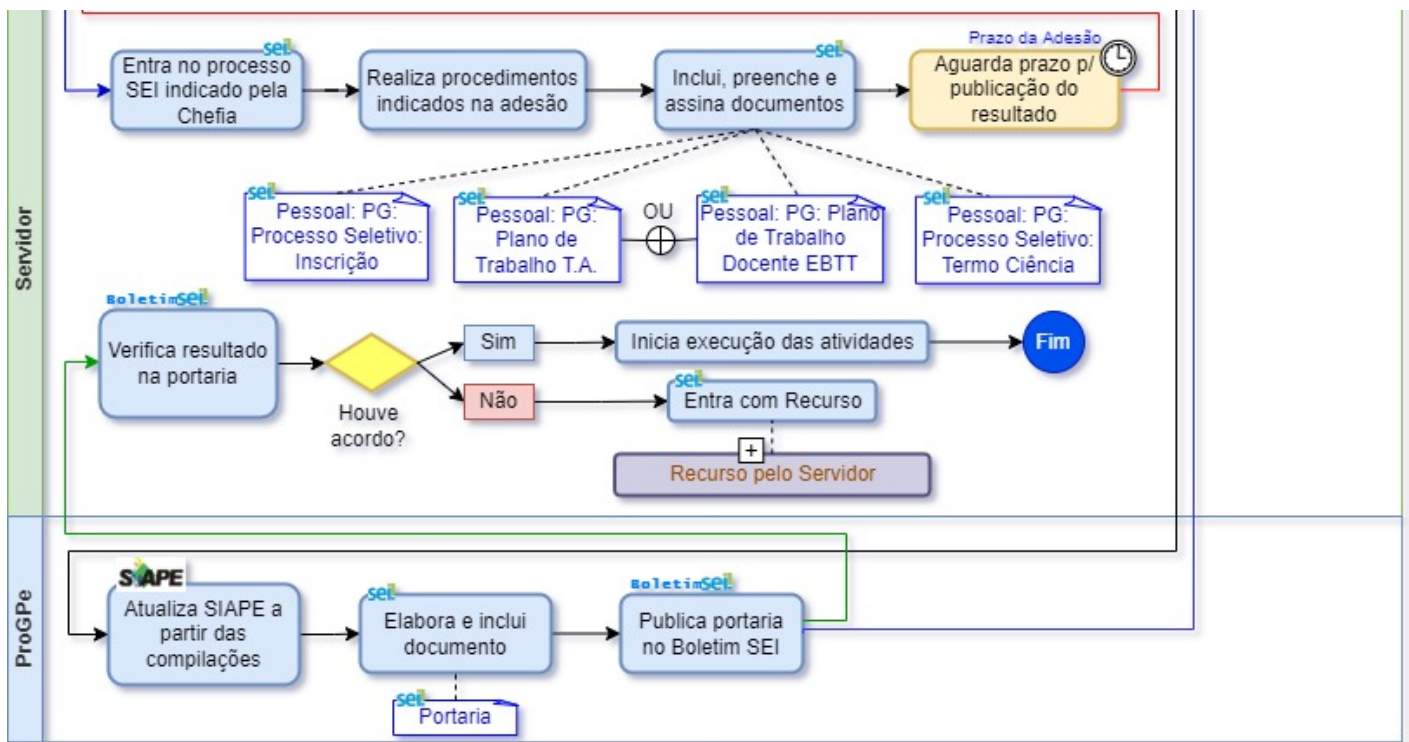 Servidor
sei!
Entra no processo
SEI indicado pela
Chefia
Realiza procedimentos
indicados na adesão
sei!
Inclui, preenche e
assina documentos
Prazo da Adesão
Aguarda prazo p/
publicação do
resultado
sei!
Pessoal: PG:
Processo Seletivo:
Inscrição
sei!
Pessoal: PG:
Plano de
Trabalho T.A.
OU
sei!
Pessoal: PG: Plano
de Trabalho
Docente EBTT
sei!
Pessoal: PG:
Processo Seletivo:
Termo Ciência
Boletim sei!
Verifica resultado
na portaria
Houve
acordo?
Sim
Inicia execução das atividades
Fim
Não
sei!
Entra com Recurso
+
Recurso pelo Servidor
ProGPe
SIAPE
Atualiza SIAPE a
partir das
compilações
sei!
Elabora e inclui
documento
Boletim sei!
Publica portaria
no Boletim SEI
sei!
Portaria